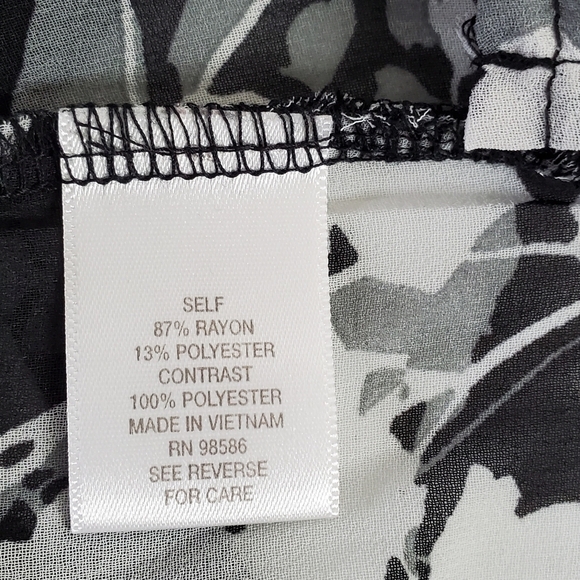 SELF
87% RAYON
13% POLYESTER
CONTRAST
100% POLYESTER
MADE IN VIETNAM
RN 98586
SEE REVERSE
FOR CARE